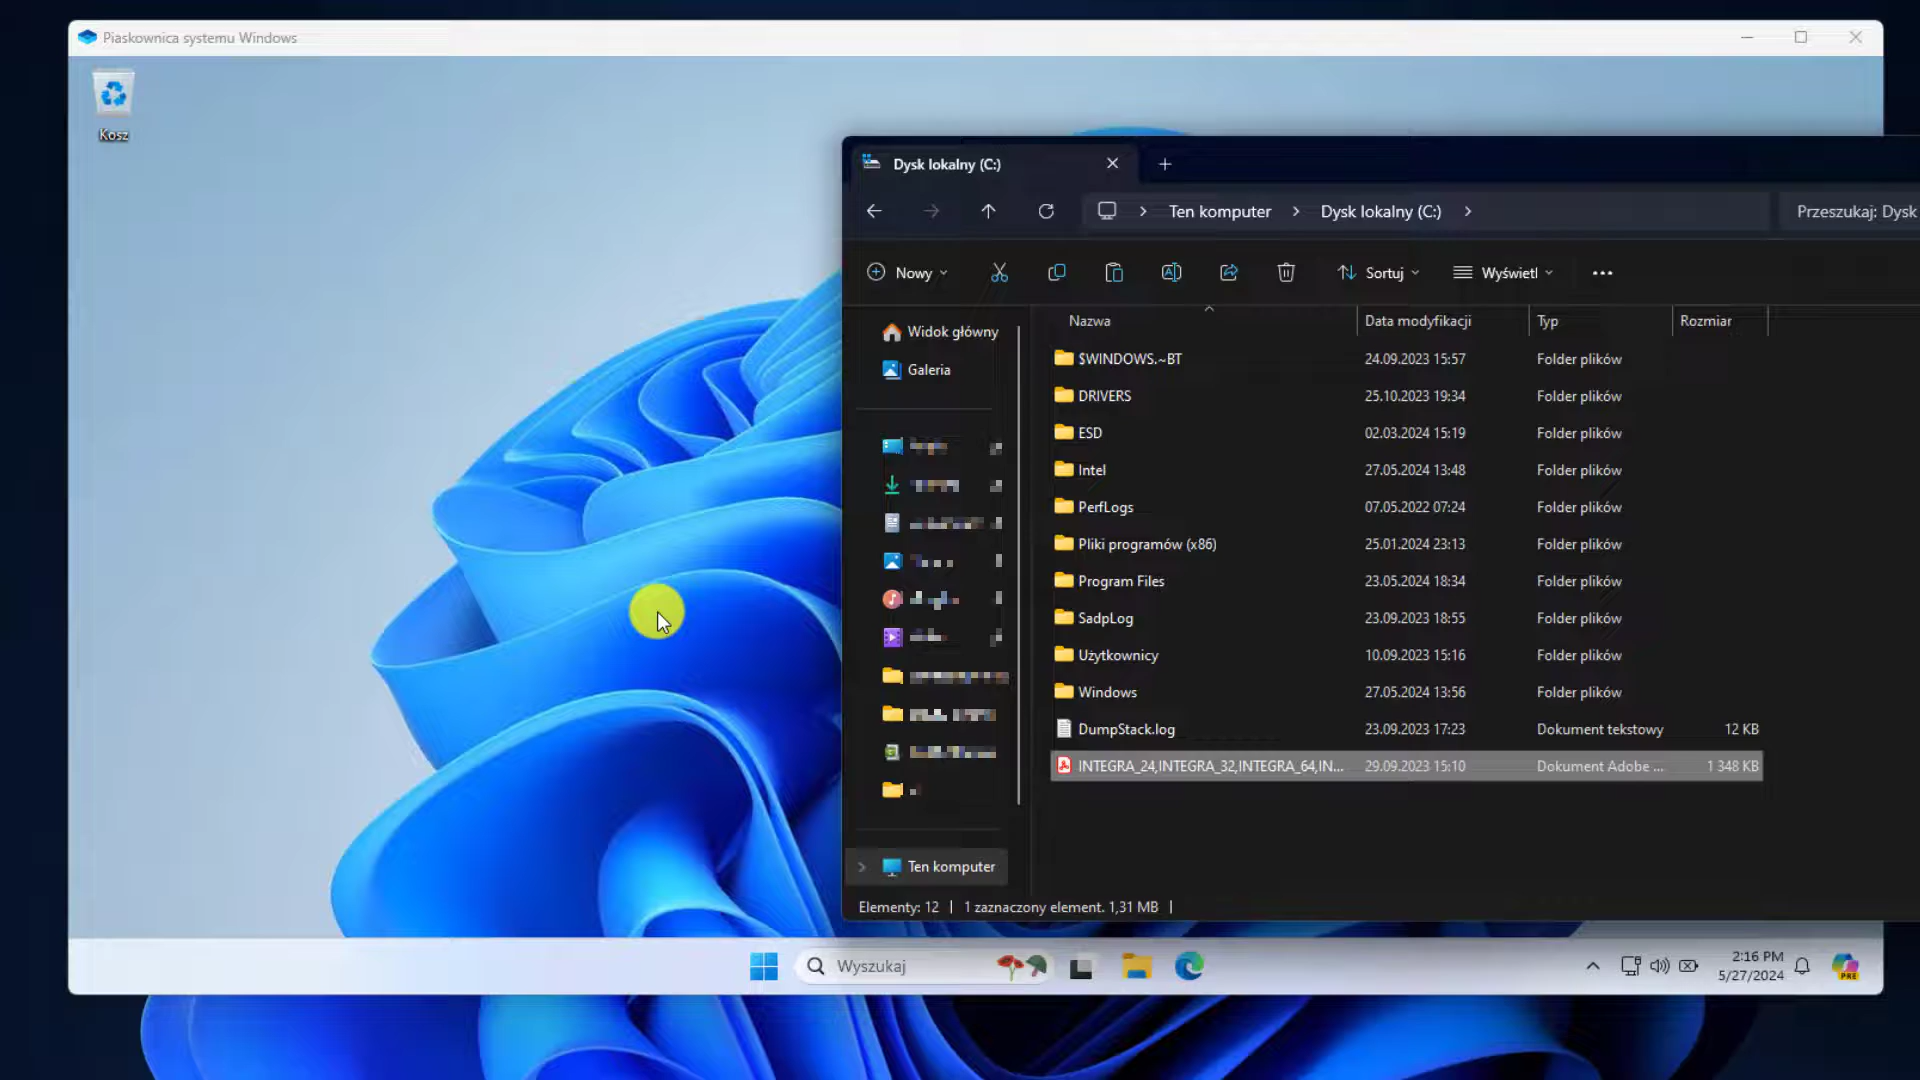 Piaskownica systemu Windows
Kosz
Dysk lokalny (C:)
Ten komputer
Dysk lokalny (C:)
Przeszukaj: Dysk
Nowy
Sortuj
Wyświetl
Widok główny
Galeria
Ten komputer
Nazwa Data modyfikacji Typ Rozmiar
$WINDOWS.~BT 24.09.2023 15:57 Folder plików
DRIVERS 25.10.2023 19:34 Folder plików
ESD 02.03.2024 15:19 Folder plików
Intel 27.05.2024 13:48 Folder plików
PerfLogs 07.05.2022 07:24 Folder plików
Pliki programów (x86) 25.01.2024 23:13 Folder plików
Program Files 23.05.2024 18:34 Folder plików
SadpLog 23.09.2023 18:55 Folder plików
Użytkownicy 10.09.2023 15:16 Folder plików
Windows 27.05.2024 13:56 Folder plików
DumpStack.log 23.09.2023 17:23 Dokument tekstowy 12 KB
INTEGRA_24,INTEGRA_32,INTEGRA_64,IN... 29.09.2023 15:10 Dokument Adobe ... 1 348 KB
Elementy: 12 1 zaznaczony element. 1,31 MB
Wyszukaj
2:16 PM
5/27/2024
PRE